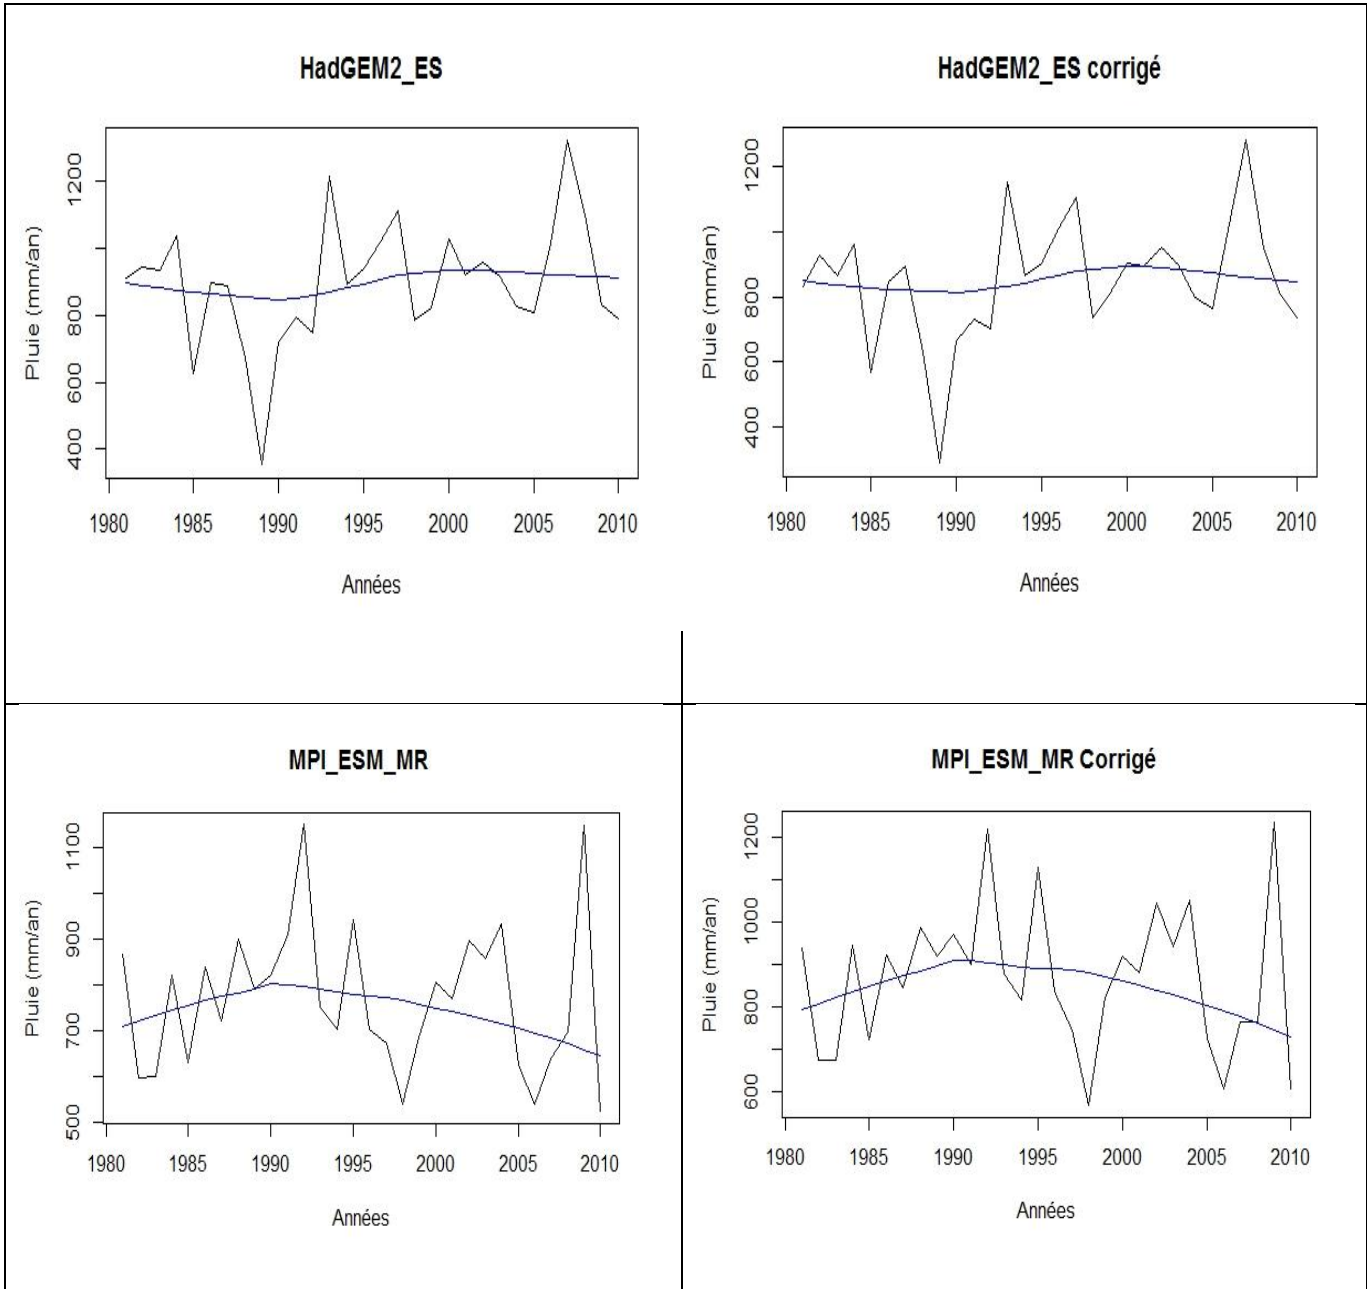 HadGEM2_ES
Pluie (mm/an)
1200
800
600
400
1980 1985 1990 1995 2000 2005 2010
Années
HadGEM2_ES corrigé
Pluie (mm/an)
1200
800
600
400
1980 1985 1990 1995 2000 2005 2010
Années
MPI_ESM_MR
Pluie (mm/an)
1100
900
700
500
1980 1985 1990 1995 2000 2005 2010
Années
MPI_ESM_MR Corrigé
Pluie (mm/an)
1200
1000
800
600
1980 1985 1990 1995 2000 2005 2010
Années